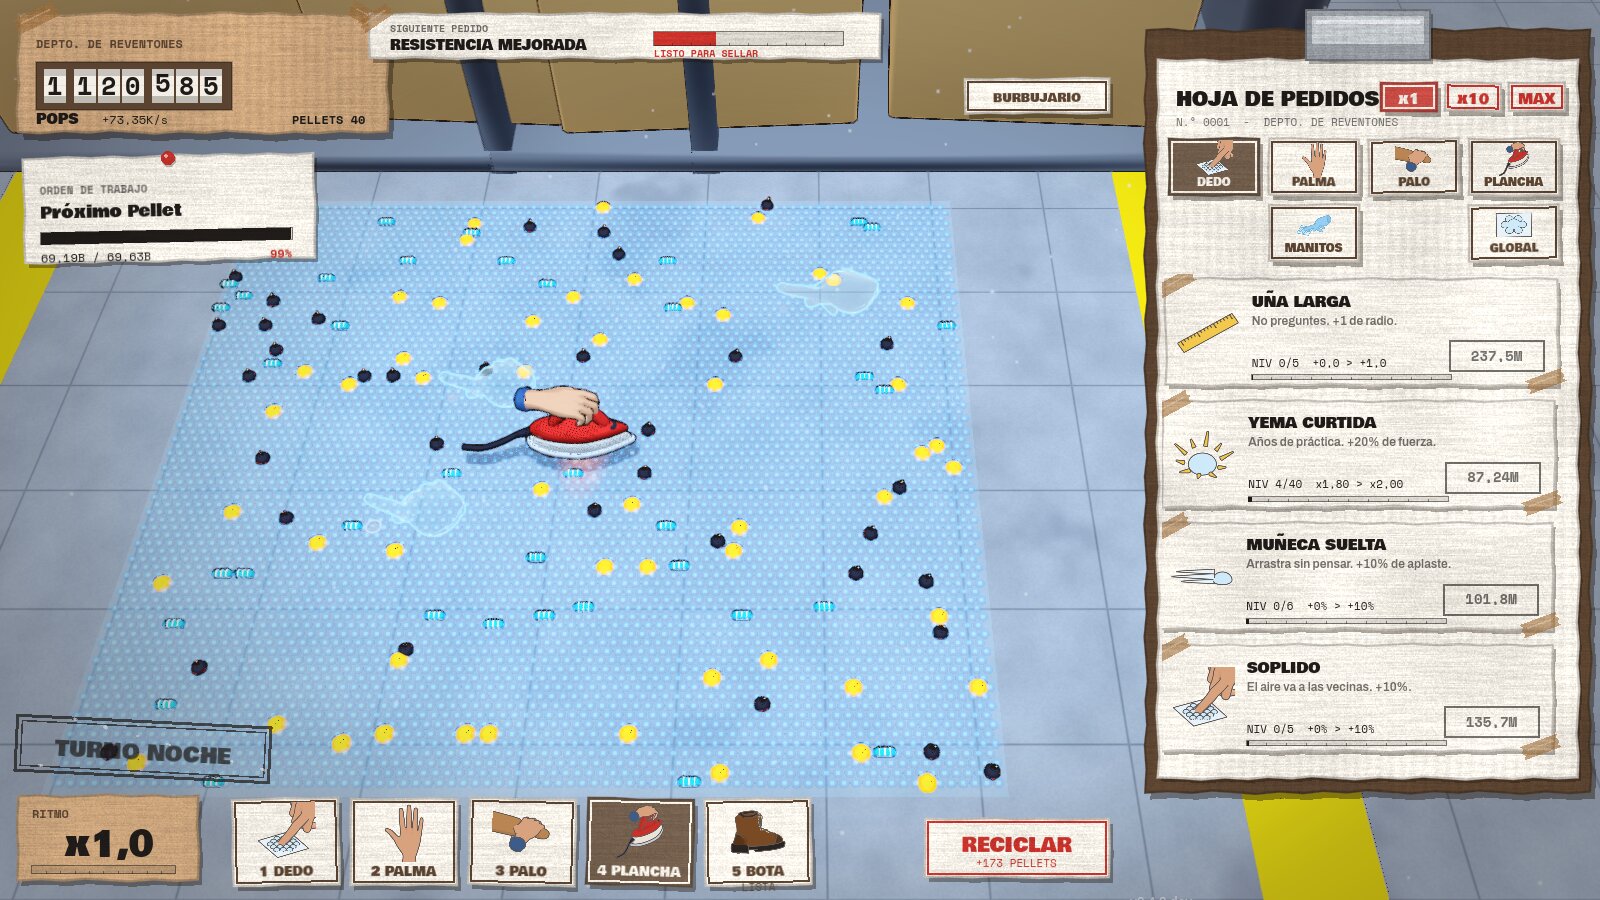 DEPTO. DE REVENTONES
1 120 585
POPS +73,35K/s PELLETS 40
SIGUIENTE PEDIDO
RESISTENCIA MEJORADA
LISTO PARA SELLAR
BURBUJARIO
ORDEN DE TRABAJO
Próximo Pellet
69,19B / 69,63B 99%
HOJA DE PEDIDOS x1 x10 MAX
N.° 0001 - DEPTO. DE REVENTONES
DEDO PALMA PALO PLANCHA
MANITOS GLOBAL
UÑA LARGA
No preguntes. +1 de radio.
NIV 0/5 +0,0 > +1,0 237,5M
YEMA CURTIDA
Años de práctica. +20% de fuerza.
NIV 4/40 x1,80 > x2,00 87,24M
MUÑECA SUELTA
Arrastra sin pensar. +10% de aplaste.
NIV 0/6 +0% > +10% 101,8M
SOPLIDO
El aire va a las vecinas. +10%.
NIV 0/5 +0% > +10% 135,7M
TURNO NOCHE
RITMO
x1,0
1 DEDO 2 PALMA 3 PALO 4 PLANCHA 5 BOTA
LISTA
RECICLAR
+173 PELLETS